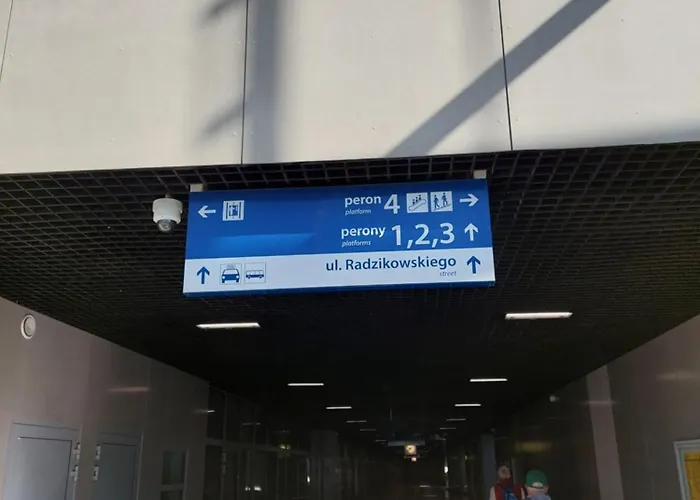 peron 4
platform
perony 1,2,3
platforms
ul. Radzikowskiego
street